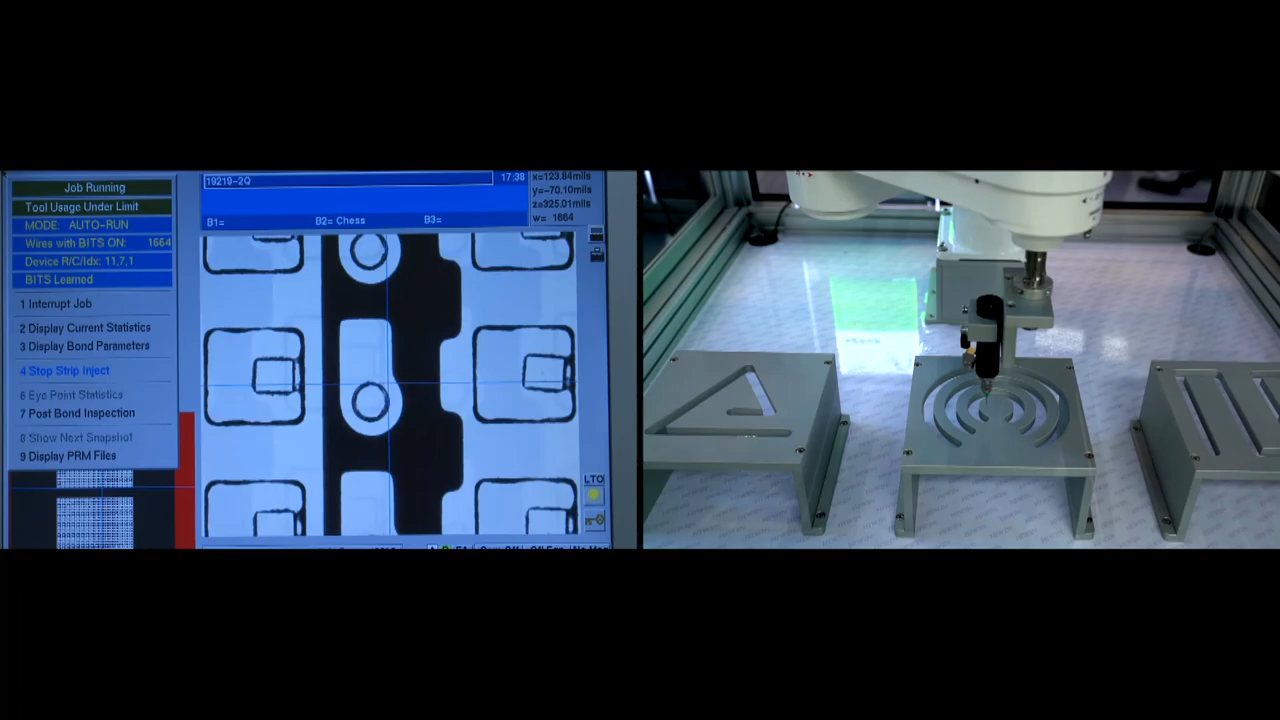 Job Running
Tool Usage Under Limit
MODE: AUTO-RUN
Wires with BITS ON: 1664
Device R/C/Idx: 11,7,1
BITS Learned
1 Interrupt Job
2 Display Current Statistics
3 Display Bond Parameters
4 Stop Strip Inject
6 Eye Point Statistics
7 Post Bond Inspection
8 Show Next Snapshot
9 Display PRM Files
19219-2Q
17:38
B1= B2= Chess B3=
x=123.84mils
y=-70.10mils
z=325.01mils
w= 1664
LTO